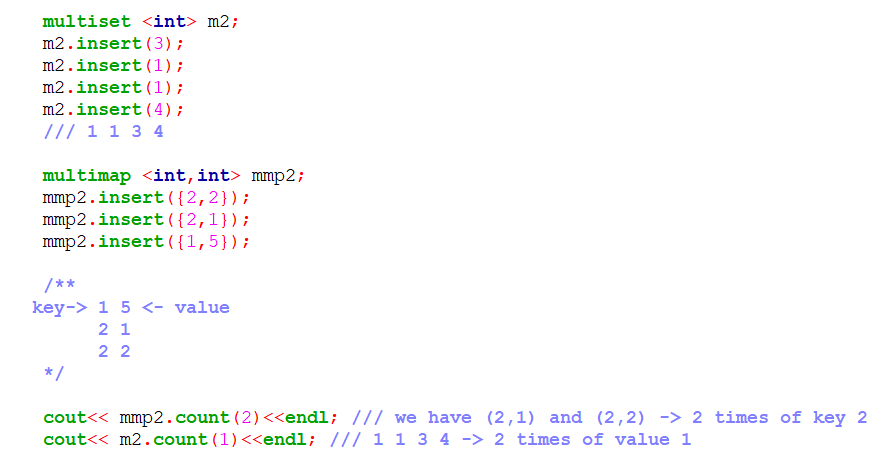 multiset <int> m2;
m2.insert(3);
m2.insert(1);
m2.insert(1);
m2.insert(4);
/// 1 1 3 4
multimap <int,int> mmp2;
mmp2.insert({2,2});
mmp2.insert({2,1});
mmp2.insert({1,5});
/**
key-> 1 5 <- value
2 1
2 2
*/
cout<< mmp2.count(2)<<endl; /// we have (2,1) and (2,2) -> 2 times of key 2
cout<< m2.count(1)<<endl; /// 1 1 3 4 -> 2 times of value 1